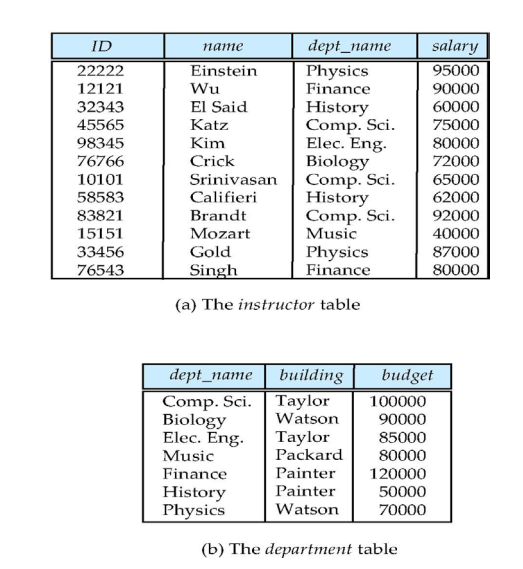 ID name dept_name salary
22222 Einstein Physics 95000
12121 Wu Finance 90000
32343 El Said History 60000
45565 Katz Comp. Sci. 75000
98345 Kim Elec. Eng. 80000
76766 Crick Biology 72000
10101 Srinivasan Comp. Sci. 65000
58583 Califieri History 62000
83821 Brandt Comp. Sci. 92000
15151 Mozart Music 40000
33456 Gold Physics 87000
76543 Singh Finance 80000
(a) The instructor table
dept_name building budget
Comp. Sci. Taylor 100000
Biology Watson 90000
Elec. Eng. Taylor 85000
Music Packard 80000
Finance Painter 120000
History Painter 50000
Physics Watson 70000
(b) The department table